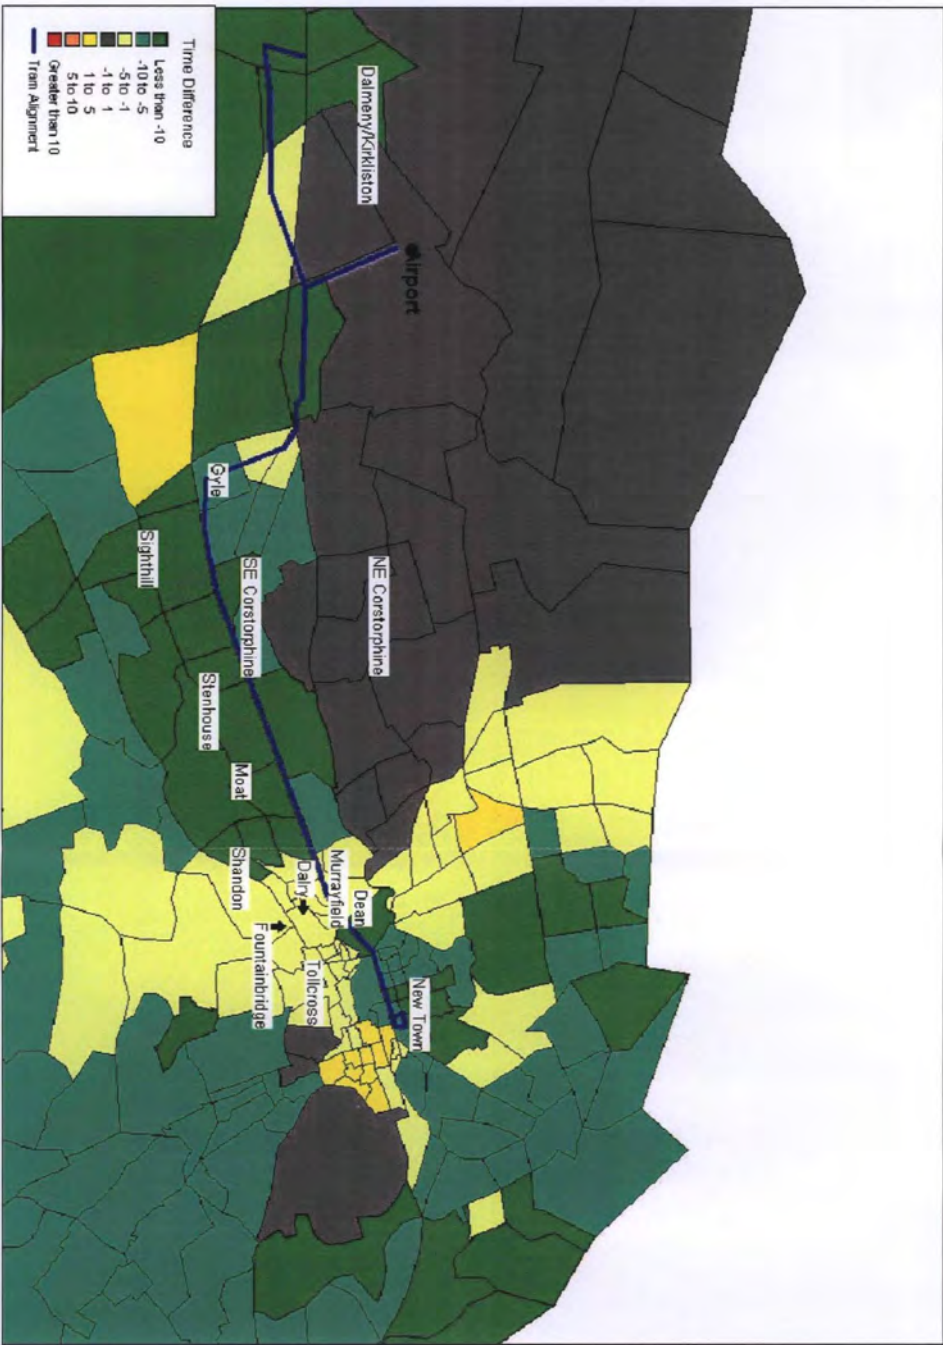 Time Difference
Less than -10
-10 to -5
-5 to -1
-1 to 1
1 to 5
5 to 10
Greater than 10
Tram Alignment
Dalmeny/Kirkliston
Airport
Gyle
Sighthill
SE Corstorphine
NE Corstorphine
Stenhouse
Moat
Shandon
Dalry
Murrayfield
Dean
Fountainbridge
Tollcross
New Town